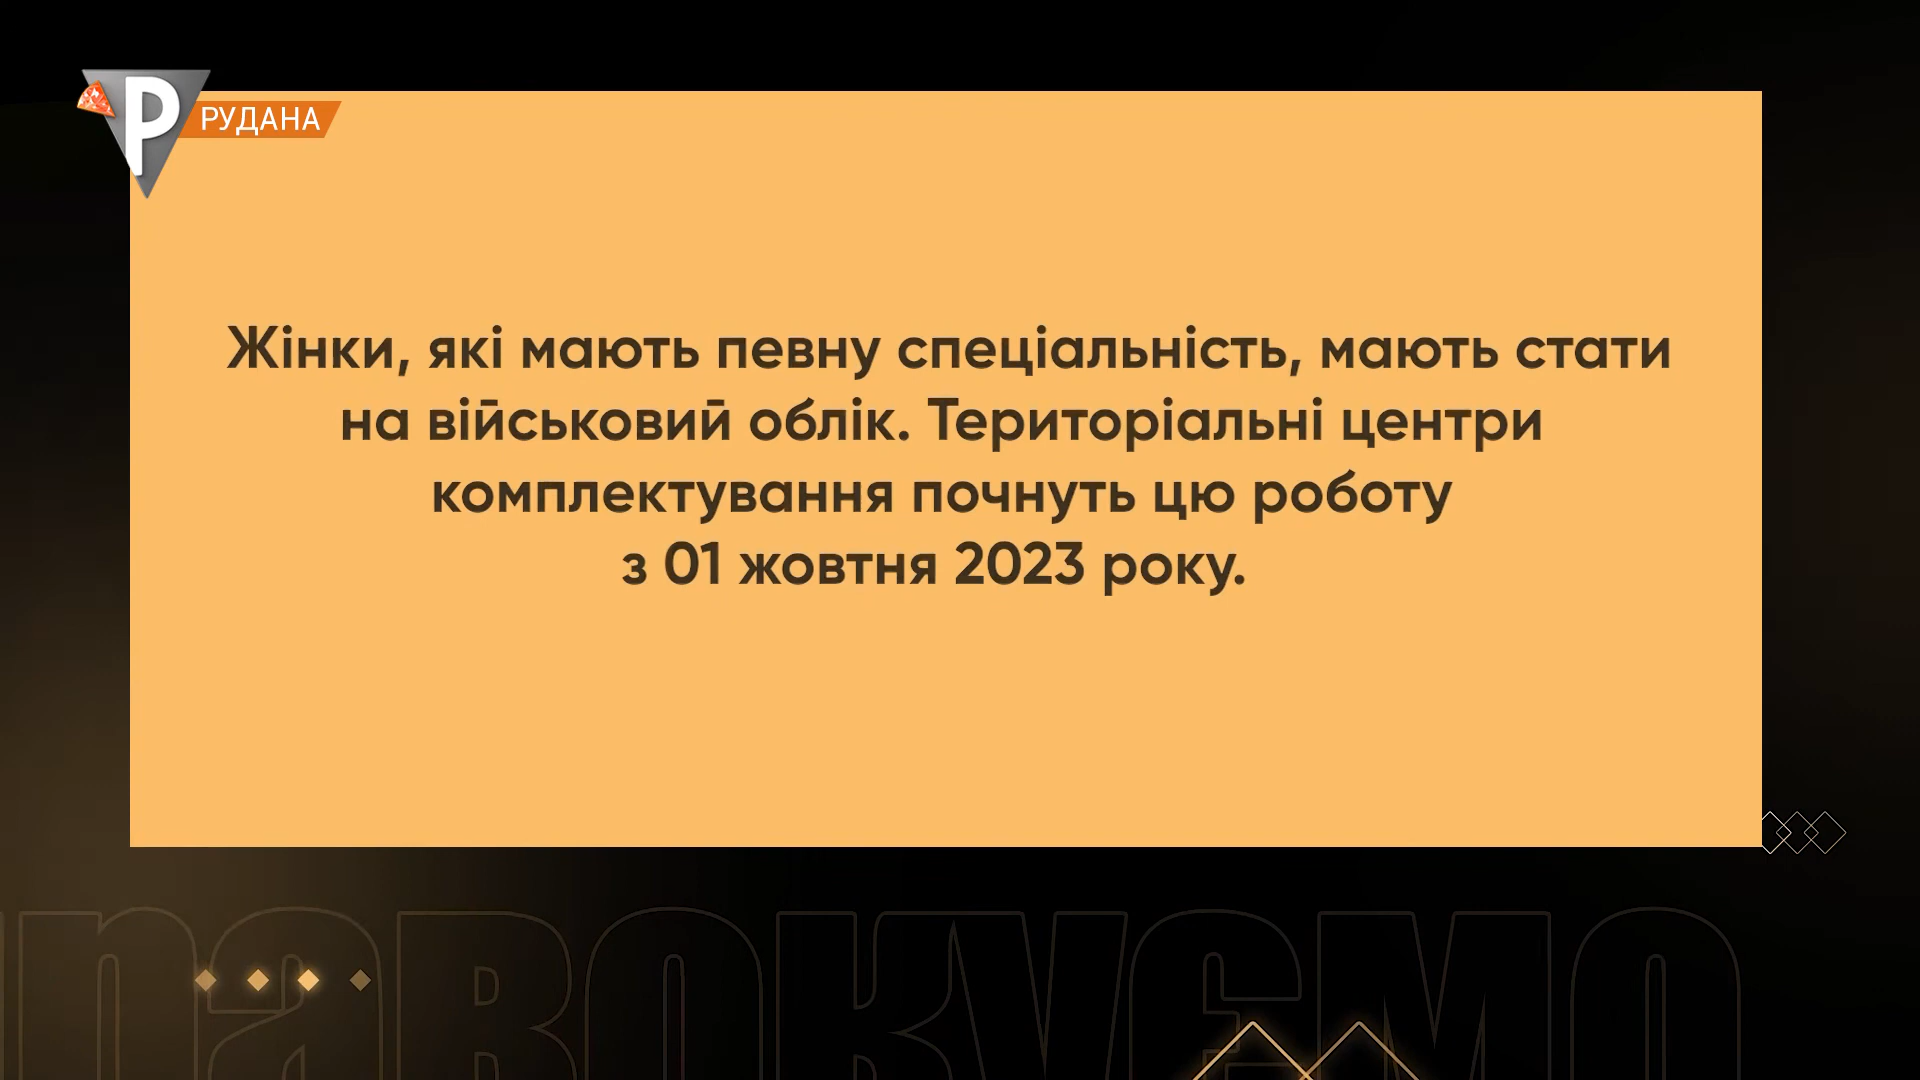 Р РУДАНА
Жінки, які мають певну спеціальність, мають стати
на військовий облік. Територіальні центри
комплектування почнуть цю роботу
з 01 жовтня 2023 року.
правокуємо